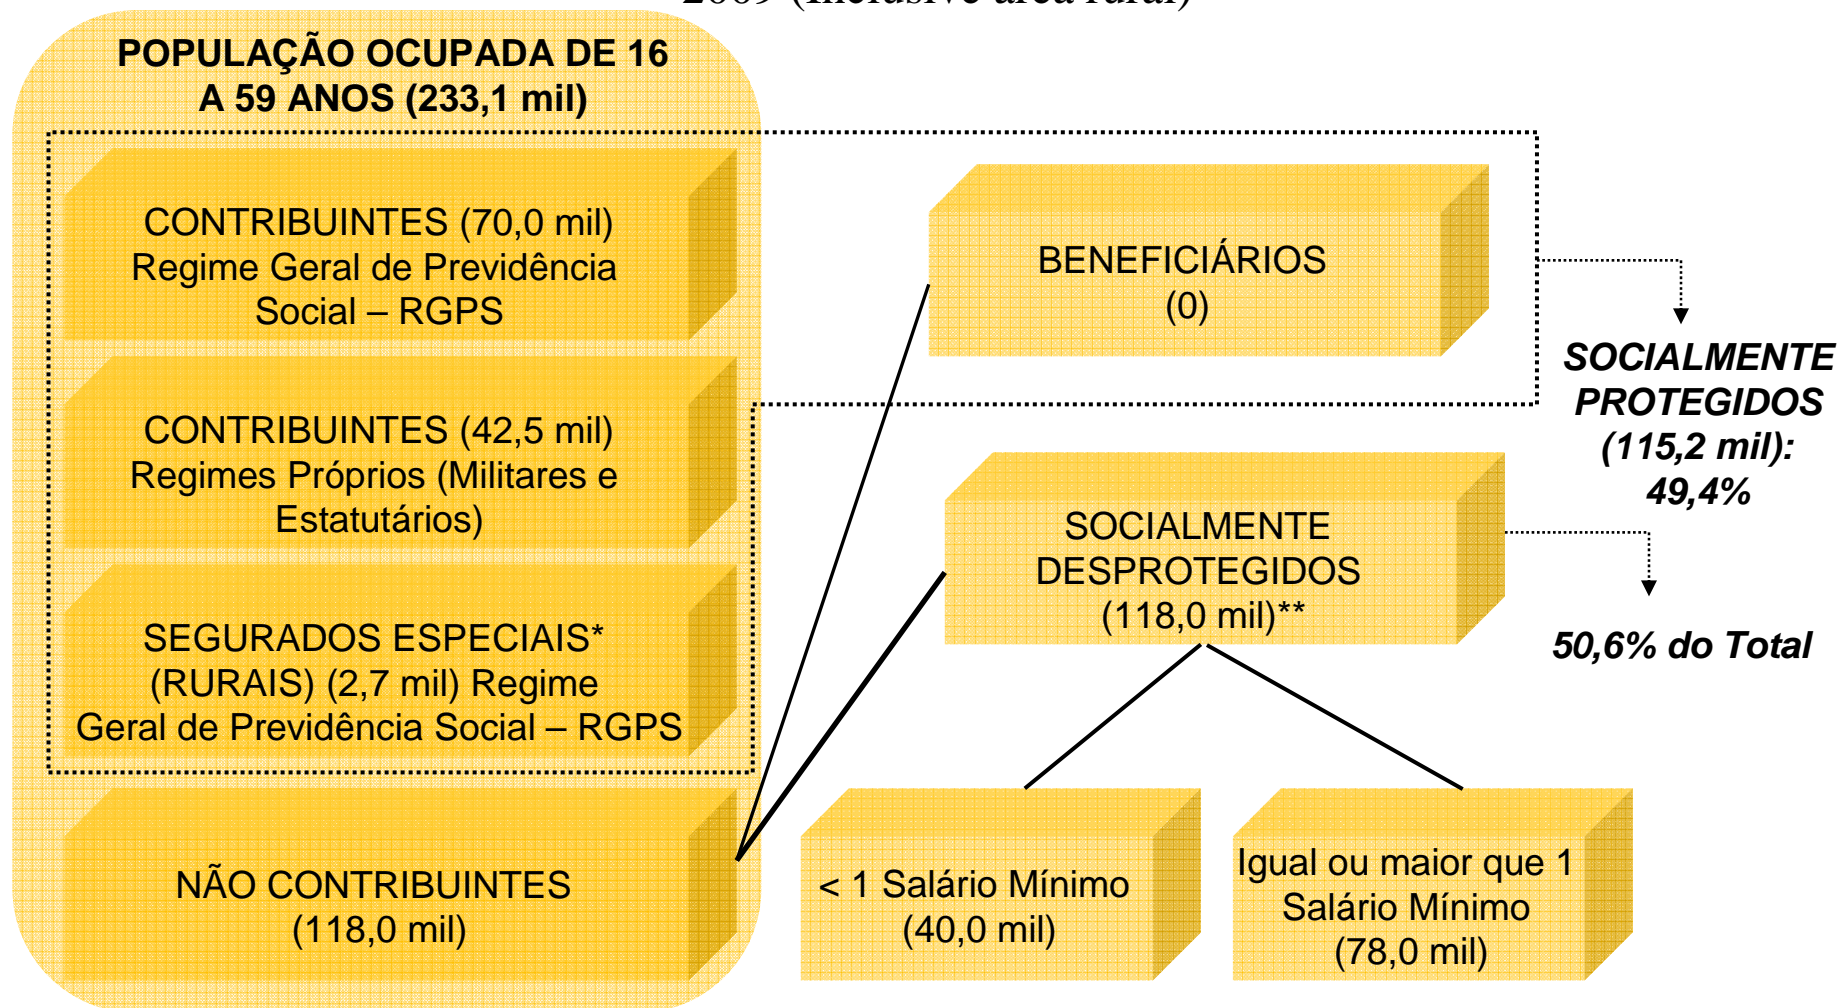 2009 (Inclusive área rural)
POPULAÇÃO OCUPADA DE 16
A 59 ANOS (233,1 mil)
CONTRIBUINTES (70,0 mil)
Regime Geral de Previdência
Social – RGPS
CONTRIBUINTES (42,5 mil)
Regimes Próprios (Militares e
Estatutários)
SEGURADOS ESPECIAIS*
(RURAIS) (2,7 mil) Regime
Geral de Previdência Social – RGPS
NÃO CONTRIBUINTES
(118,0 mil)
BENEFICIÁRIOS
(0)
SOCIALMENTE
PROTEGIDOS
(115,2 mil):
49,4%
SOCIALMENTE
DESPROTEGIDOS
(118,0 mil)**
50,6% do Total
< 1 Salário Mínimo
(40,0 mil)
Igual ou maior que 1
Salário Mínimo
(78,0 mil)